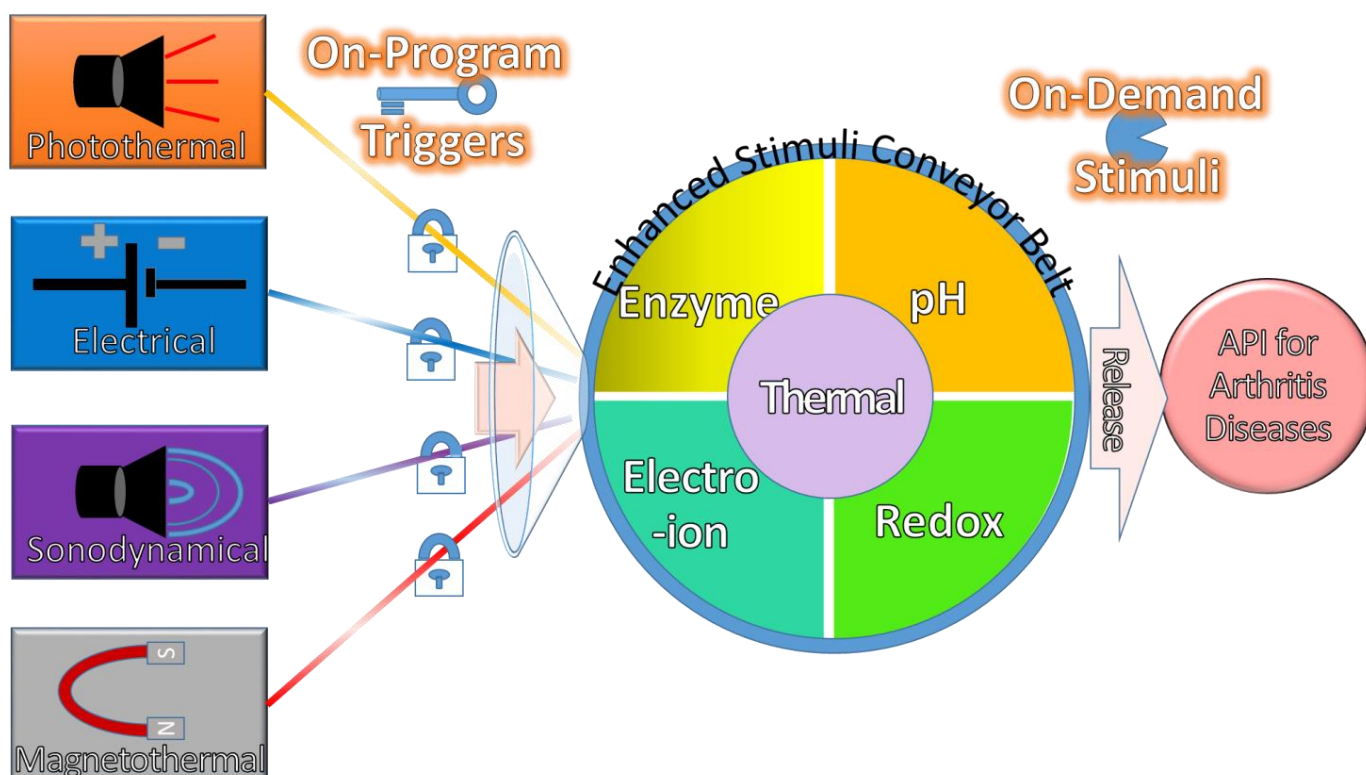 Photothermal
+ -
Electrical
Sonodynamical
S
N
Magnetothermal
On-Program
Triggers
Enhanced Stimuli Conveyor Belt
Enzyme
pH
Thermal
Electro
-ion
Redox
On-Demand
Stimuli
Release
API for
Arthritis
Diseases